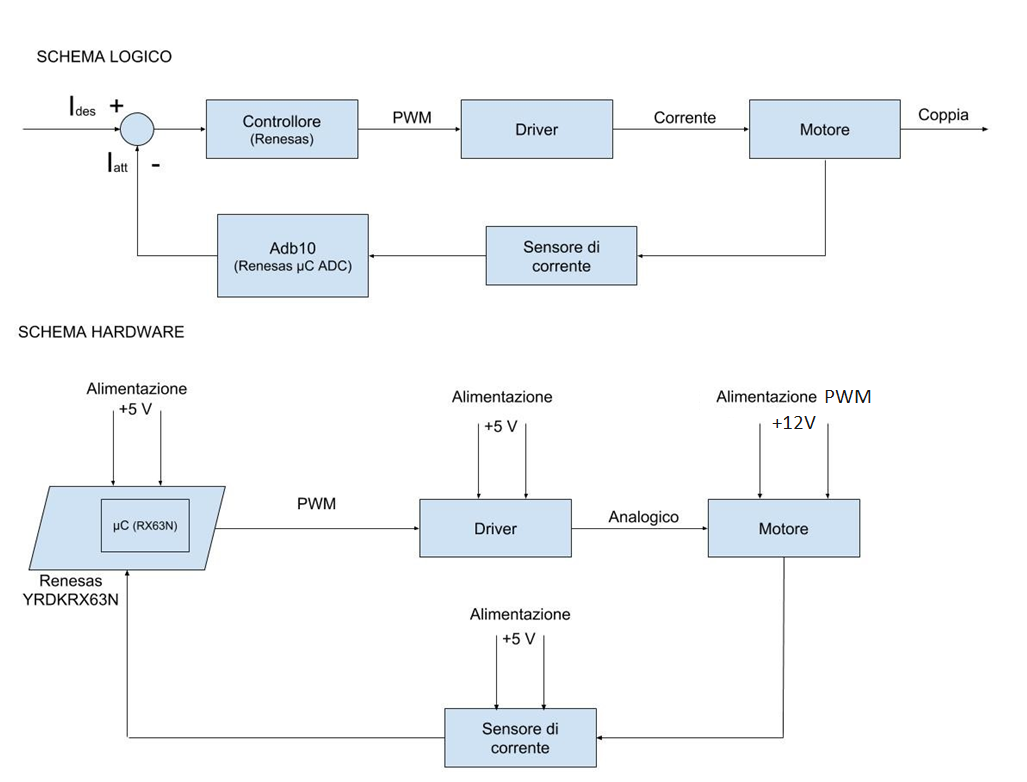 SCHEMA LOGICO
I des +
Controllore
(Renesas)
PWM
Driver
Corrente
Motore
Coppia
I att -
Adb10
(Renesas µC ADC)
Sensore di
corrente
SCHEMA HARDWARE
Alimentazione
+5 V
Alimentazione
+5 V
Alimentazione PWM
+12V
µC (RX63N)
PWM
Driver
Analogico
Motore
Renesas
YRDKRX63N
Alimentazione
+5 V
Sensore di
corrente